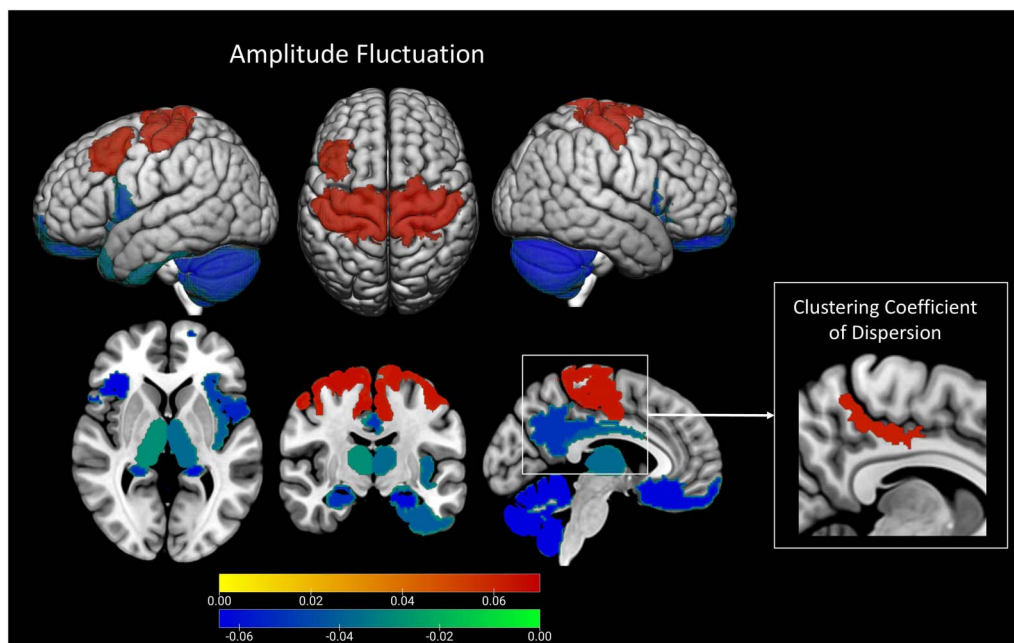 Amplitude Fluctuation
Clustering Coefficient
of Dispersion
0.00 0.02 0.04 0.06
-0.06 -0.04 -0.02 0.00